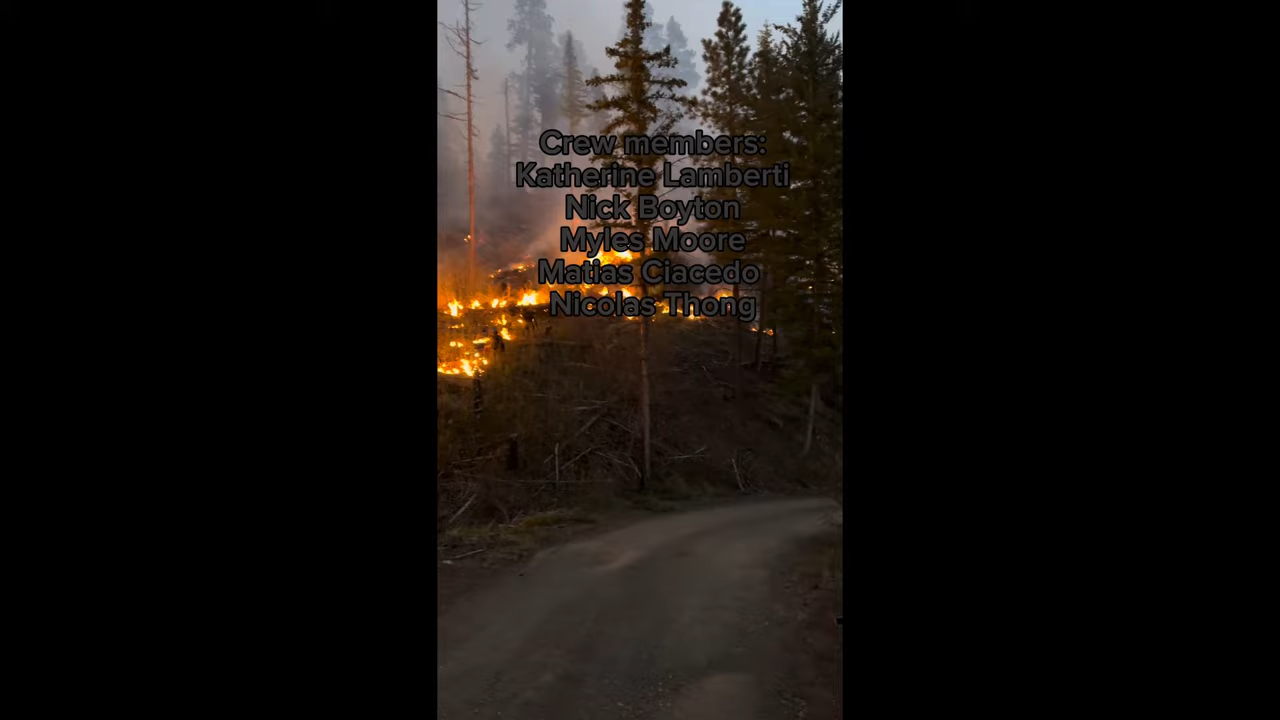 Crew members:
Katherine Lamberti
Nick Boyton
Myles Moore
Matias Ciacedo
Nicolas Thong